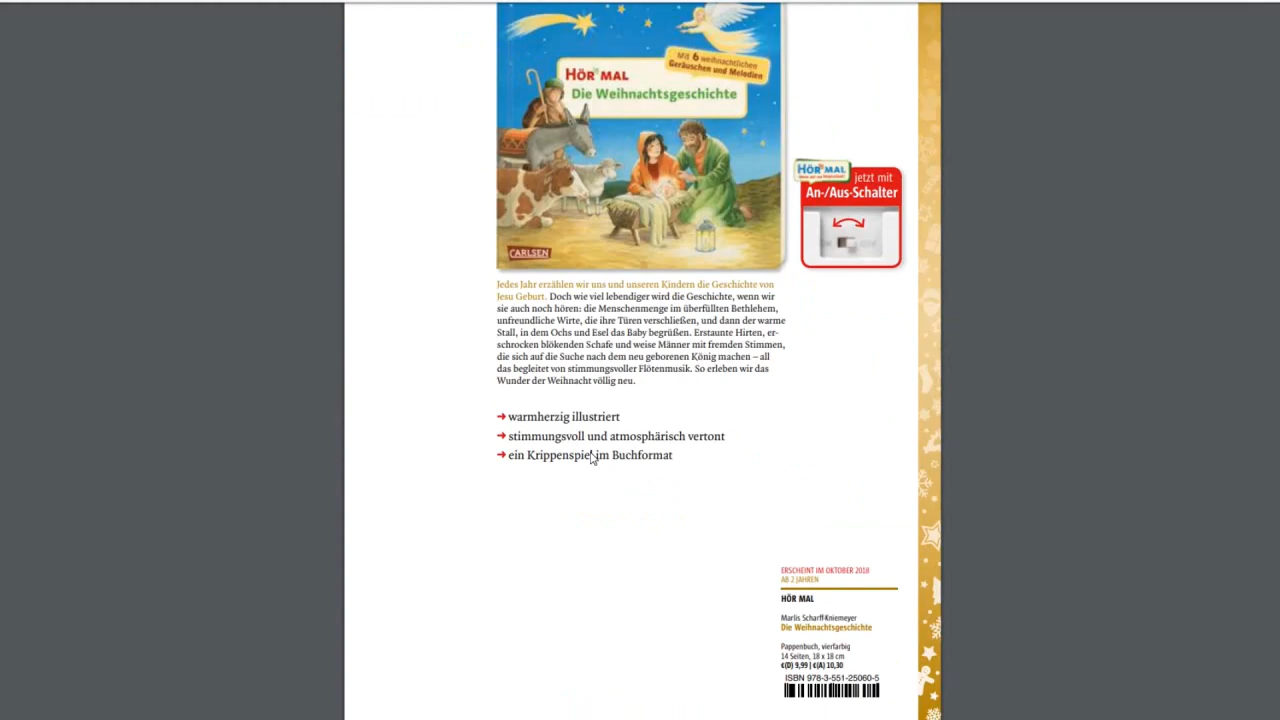 Mit 6 weihnachtlichen
Geräuschen und Melodien
HÖR MAL
Die Weihnachtsgeschichte
CARLSEN
HÖR MAL
jetzt mit
An-/Aus-Schalter
Jedes Jahr erzählen wir uns und unseren Kindern die Geschichte von
Jesu Geburt. Doch wie viel lebendiger wird die Geschichte, wenn wir
sie auch noch hören: die Menschenmenge im überfüllten Bethlehem,
unfreundliche Wirte, die ihre Türen verschließen, und dann der warme
Stall, in dem Ochs und Esel das Baby begrüßen. Erstaunte Hirten, er-
schrocken blökenden Schafe und weise Männer mit fremden Stimmen,
die sich auf die Suche nach dem neu geborenen König machen – all
das begleitet von stimmungsvoller Flötenmusik. So erleben wir das
Wunder der Weihnacht völlig neu.
➔ warmherzig illustriert
➔ stimmungsvoll und atmosphärisch vertont
➔ ein Krippenspiel im Buchformat
ERSCHEINT IM OKTOBER 2018
AB 2 JAHREN
HÖR MAL
Marlis Scharff-Kniemeyer
Die Weihnachtsgeschichte
Pappenbuch, vierfarbig
14 Seiten, 18 x 18 cm
€(D) 9,99 | €(A) 10,30
ISBN 978-3-551-25060-5